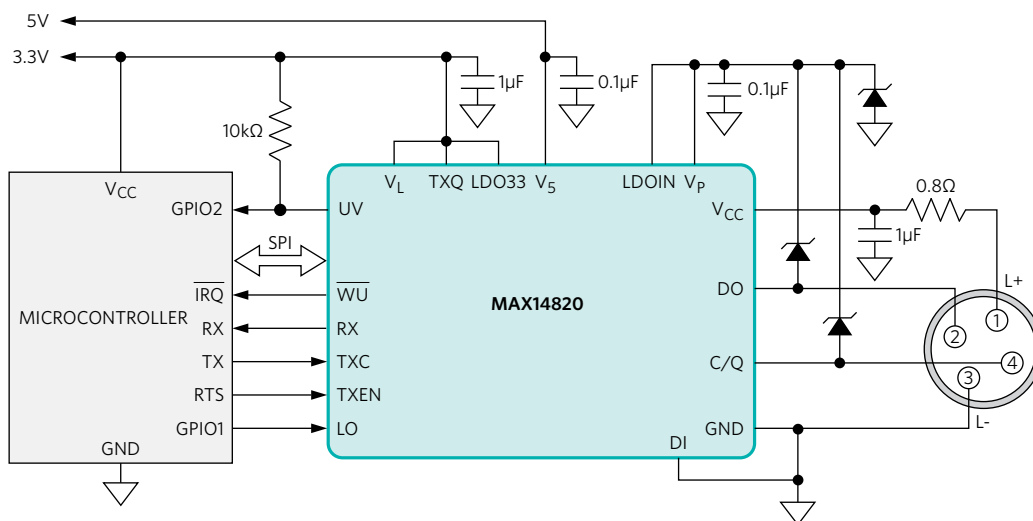 5V
3.3V
1µF
0.1µF
0.1µF
10kΩ
VCC
VL
TXQ
LDO33
V5
LDOIN
VP
0.8Ω
GPIO2
UV
VCC
1µF
SPI
L+
IRQ
WU
MAX14820
DO
1
MICROCONTROLLER
RX
RX
2
TX
TXC
C/Q
4
3
RTS
TXEN
GPIO1
LO
GND
L-
GND
DI